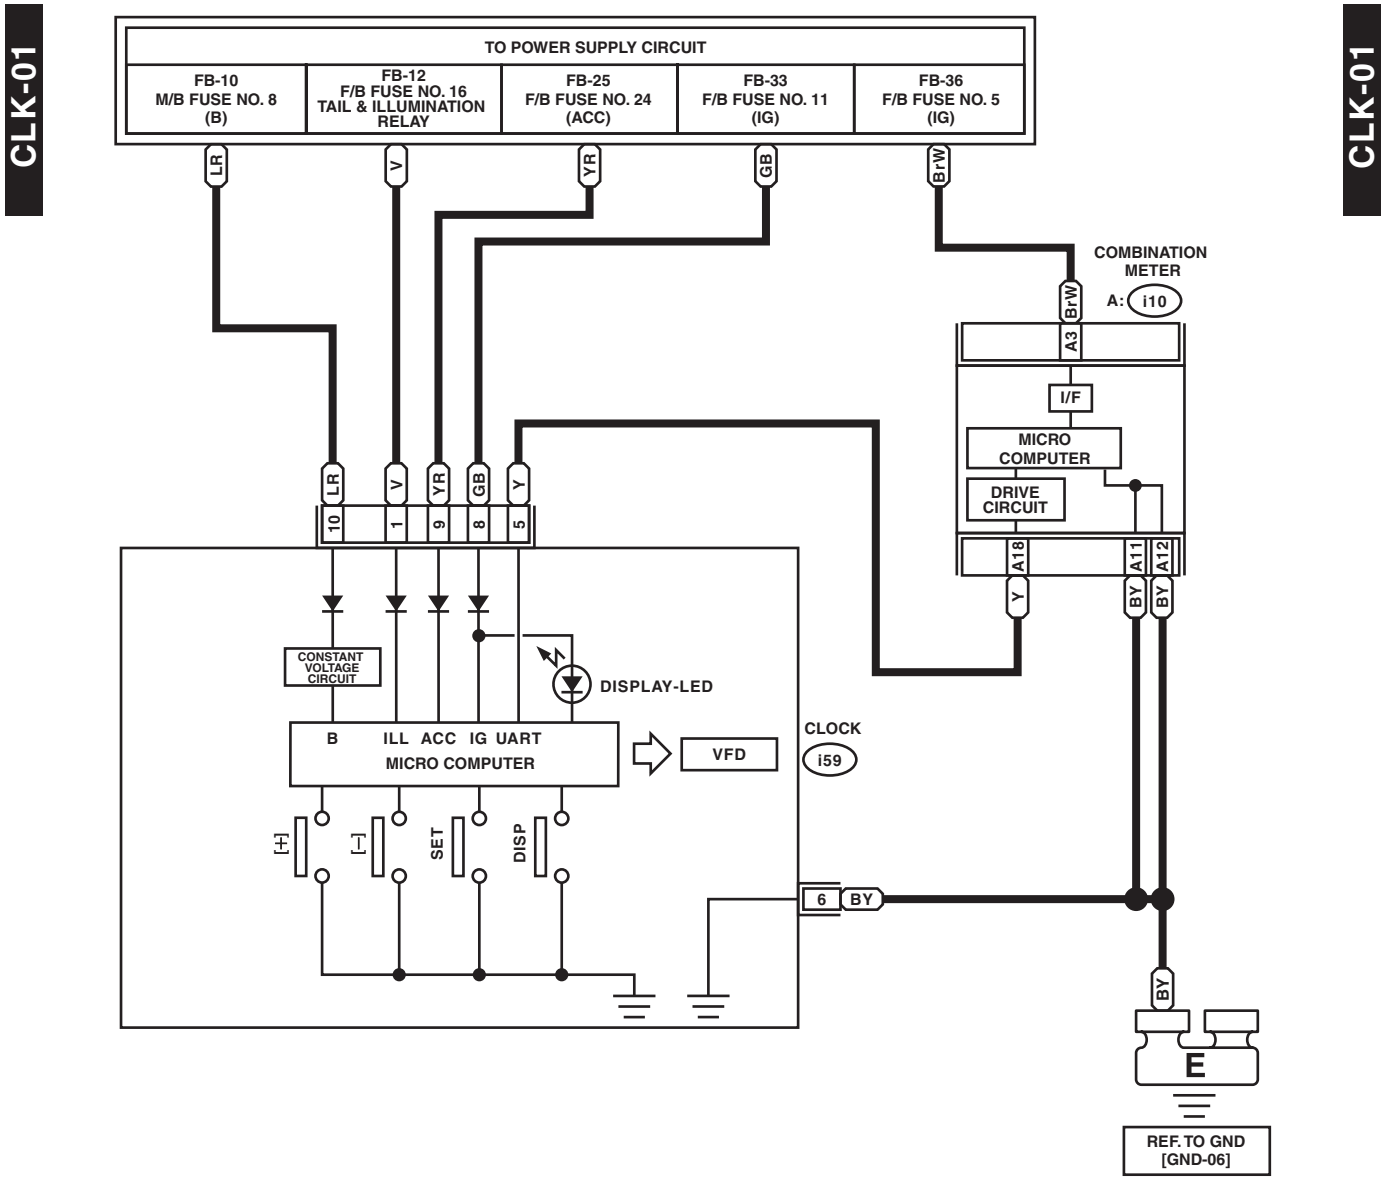 CLK-01
CLK-01
TO POWER SUPPLY CIRCUIT
FB-10
M/B FUSE NO. 8
(B)
FB-12
F/B FUSE NO. 16
TAIL & ILLUMINATION
RELAY
FB-25
F/B FUSE NO. 24
(ACC)
FB-33
F/B FUSE NO. 11
(IG)
FB-36
F/B FUSE NO. 5
(IG)
LR
V
YR
GB
BrW
COMBINATION
METER
A: i10
BrW
A3
I/F
MICRO
COMPUTER
DRIVE
CIRCUIT
A18
A11
A12
Y
BY
BY
LR
V
YR
GB
Y
10
1
9
8
5
CONSTANT
VOLTAGE
CIRCUIT
DISPLAY-LED
B ILL ACC IG UART
MICRO COMPUTER
VFD
CLOCK
i59
[+]
[–]
SET
DISP
6 BY
BY
E
REF. TO GND
[GND-06]